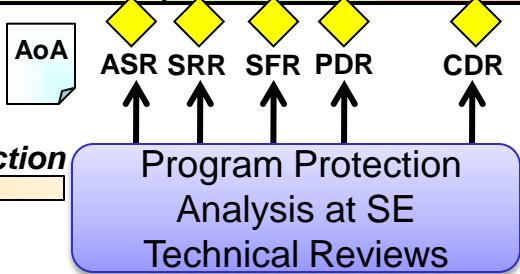 AoA
ASR SRR SFR PDR CDR
ction
Program Protection
Analysis at SE
Technical Reviews